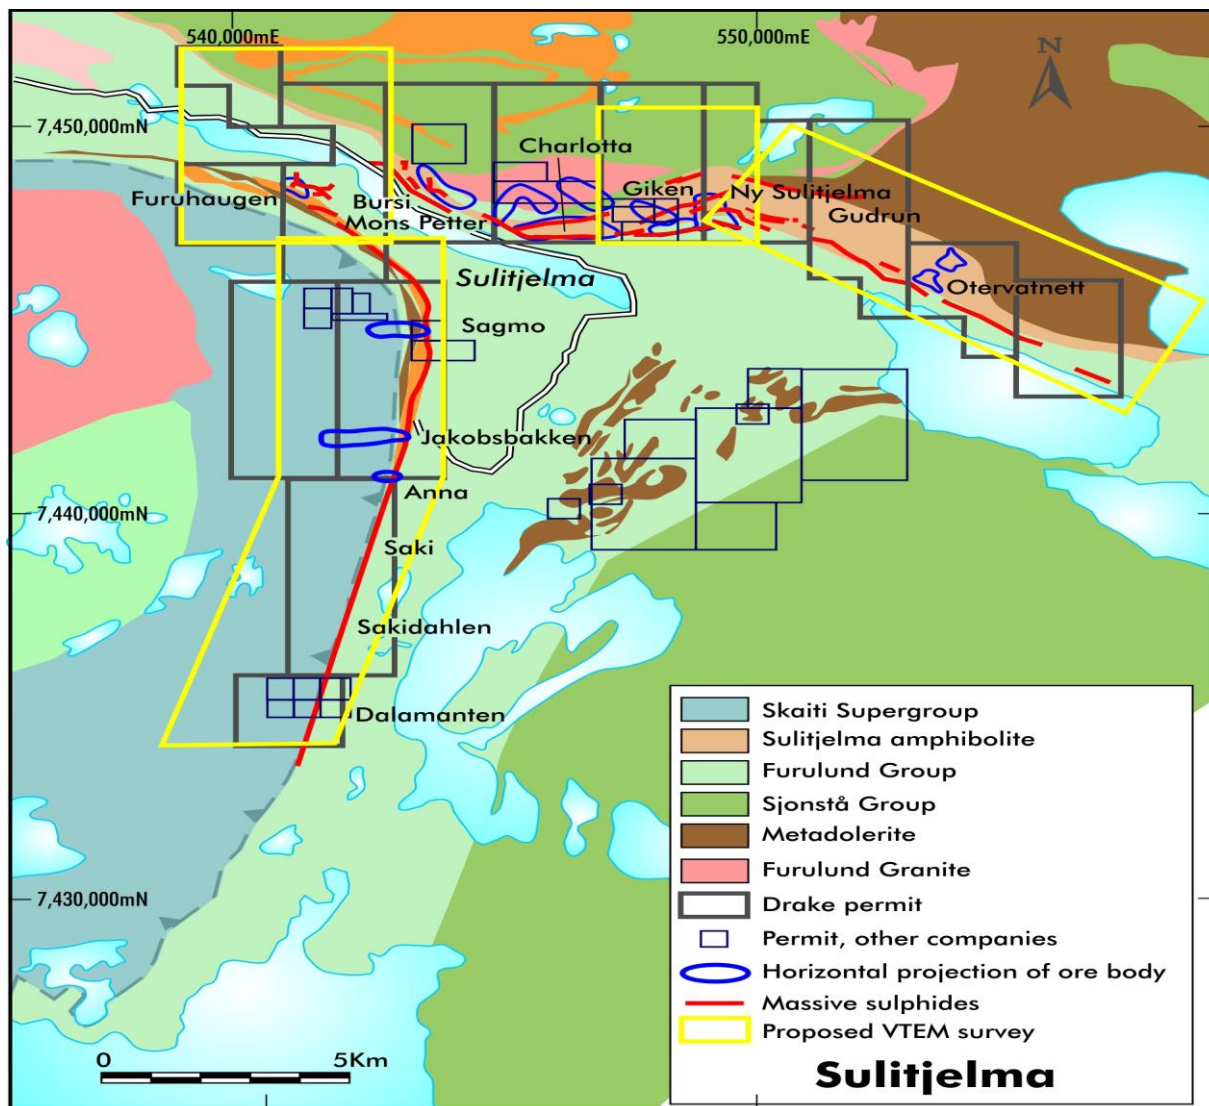 540,000mE
550,000mE
N
7,450,000mN
Charlotta
Furuhaugen
Bursi
Giken
Ny Sulitjelma
Mons Petter
Gudrun
Sulitjelma
Otervatnett
Sagmo
Jakobsbakken
Anna
7,440,000mN
Saki
Sakidahlen
Dalamanten
7,430,000mN
Skaiti Supergroup
Sulitjelma amphibolite
Furulund Group
Sjonstå Group
Metadolerite
Furulund Granite
Drake permit
Permit, other companies
Horizontal projection of ore body
Massive sulphides
Proposed VTEM survey
0 5Km
Sulitjelma